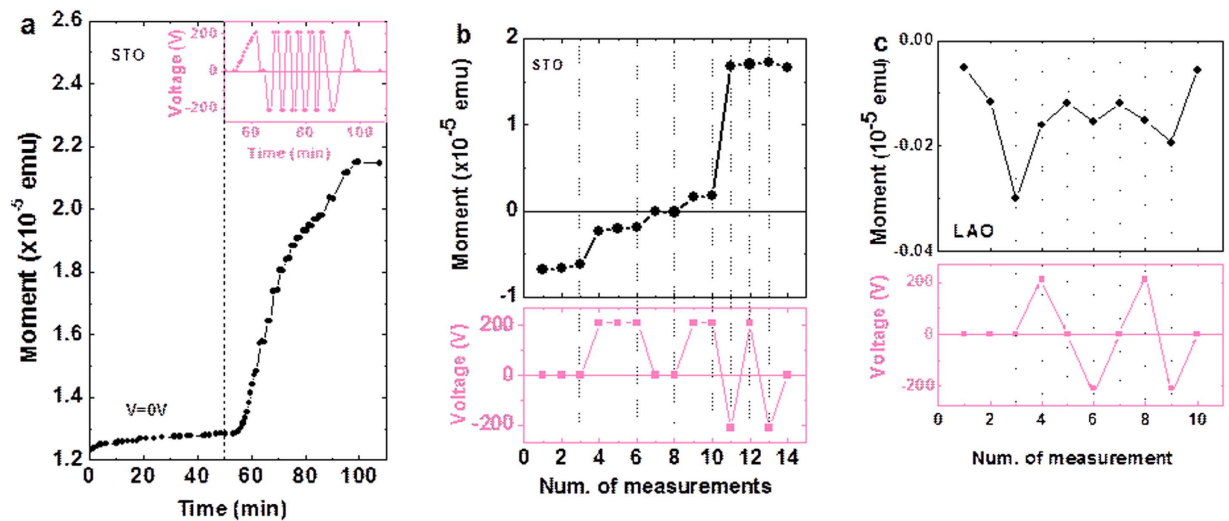 a
STO
V=0V
Moment (x10⁻⁵ emu)
2.6
2.4
2.2
2.0
1.8
1.6
1.4
1.2
0 20 40 60 80 100
Time (min)
Voltage (V)
200
0
-200
60 80 100
Time (min)
b
STO
Moment (x10⁻⁵ emu)
2
1
0
-1
Voltage (V)
200
0
-200
0 2 4 6 8 10 12 14
Num. of measurements
c
LAO
Moment (10⁻⁵ emu)
0.00
-0.02
-0.04
Voltage (V)
200
0
-200
0 2 4 6 8 10
Num. of measurement